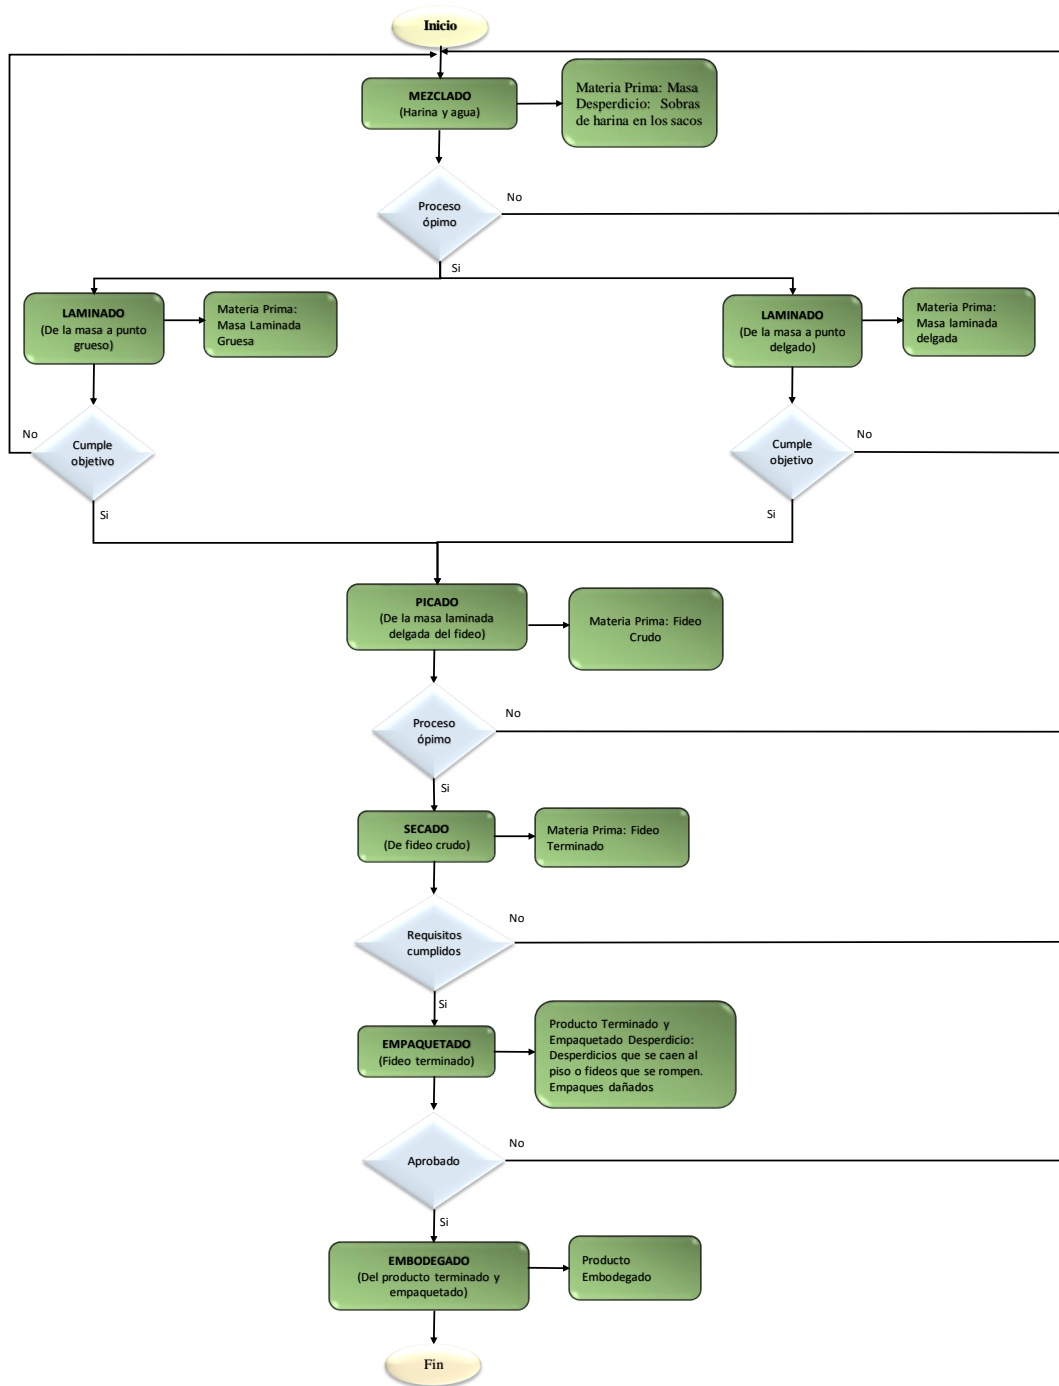 Inicio
MEZCLADO
(Harina y agua)
Materia Prima: Masa
Desperdicio: Sobras
de harina en los sacos
Proceso
ópimo
No
Si
LAMINADO
(De la masa a punto
grueso)
Materia Prima:
Masa Laminada
Gruesa
LAMINADO
(De la masa a punto
delgado)
Materia Prima:
Masa laminada
delgada
No
Cumple
objetivo
Si
Cumple
objetivo
No
Si
PICADO
(De la masa laminada
delgada del fideo)
Materia Prima: Fideo
Crudo
Proceso
ópimo
No
Si
SECADO
(De fideo crudo)
Materia Prima: Fideo
Terminado
Requisitos
cumplidos
No
Si
EMPAQUETADO
(Fideo terminado)
Producto Terminado y
Empaquetado Desperdicio:
Desperdicios que se caen al
piso o fideos que se rompen.
Empaques dañados
Aprobado
No
Si
EMBODEGADO
(Del producto terminado y
empaquetado)
Producto
Embodegado
Fin